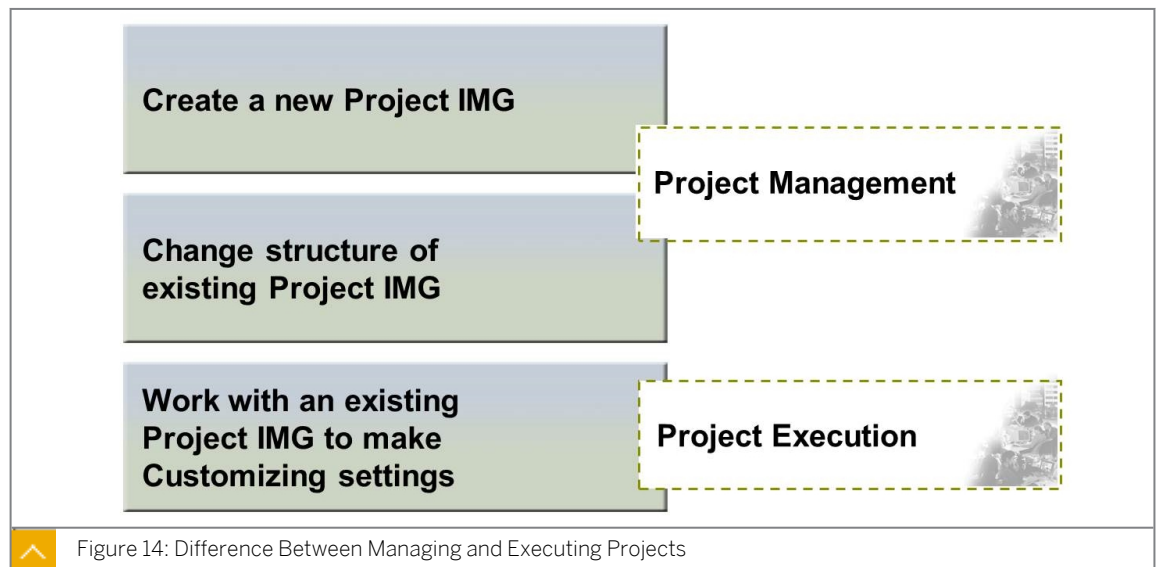 Create a new Project IMG
Project Management
Change structure of
existing Project IMG
Work with an existing
Project IMG to make
Customizing settings
Project Execution
Figure 14: Difference Between Managing and Executing Projects